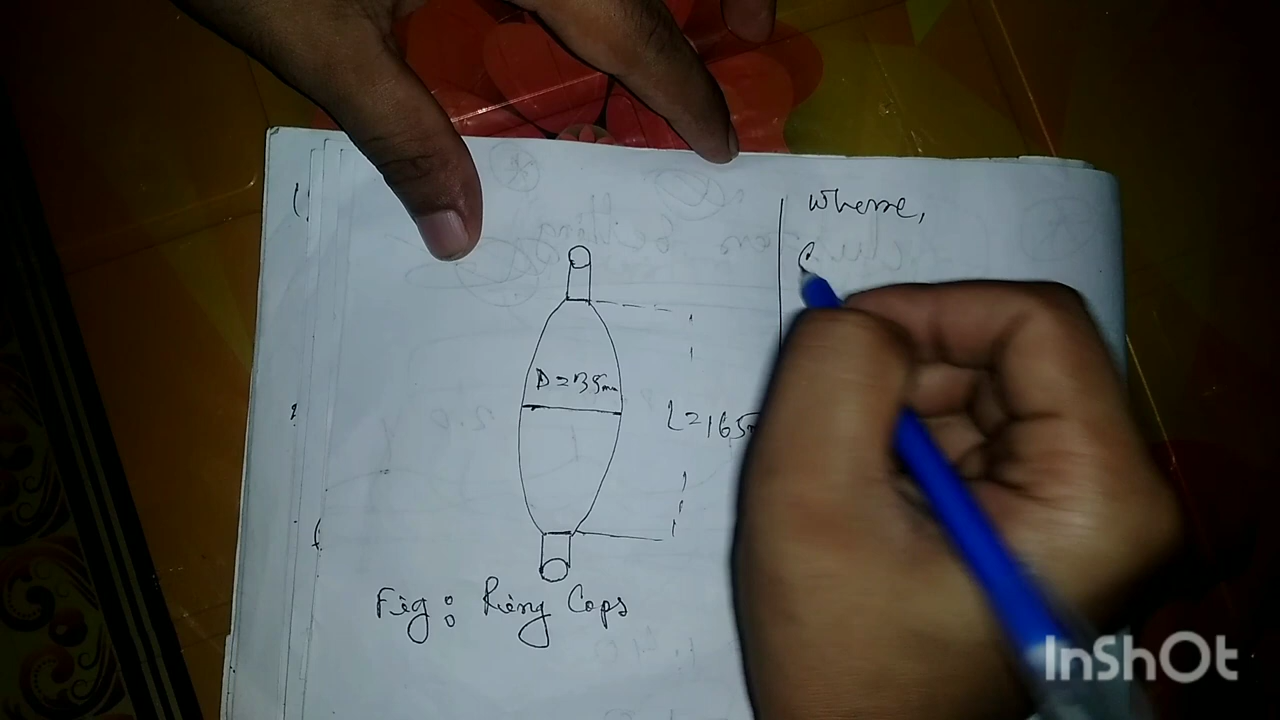 Where,
D = 135mm
L = 165
Fig: Ring Cops
InShOt